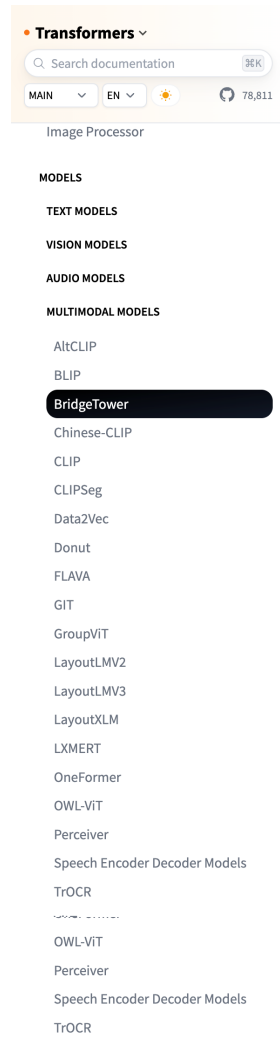 Transformers
Search documentation ⌘K
MAIN EN 78,811
Image Processor
MODELS
TEXT MODELS
VISION MODELS
AUDIO MODELS
MULTIMODAL MODELS
AltCLIP
BLIP
BridgeTower
Chinese-CLIP
CLIP
CLIPSeg
Data2Vec
Donut
FLAVA
GIT
GroupViT
LayoutLMV2
LayoutLMV3
LayoutXLM
LXMERT
OneFormer
OWL-ViT
Perceiver
Speech Encoder Decoder Models
TrOCR
OWL-ViT
Perceiver
Speech Encoder Decoder Models
TrOCR